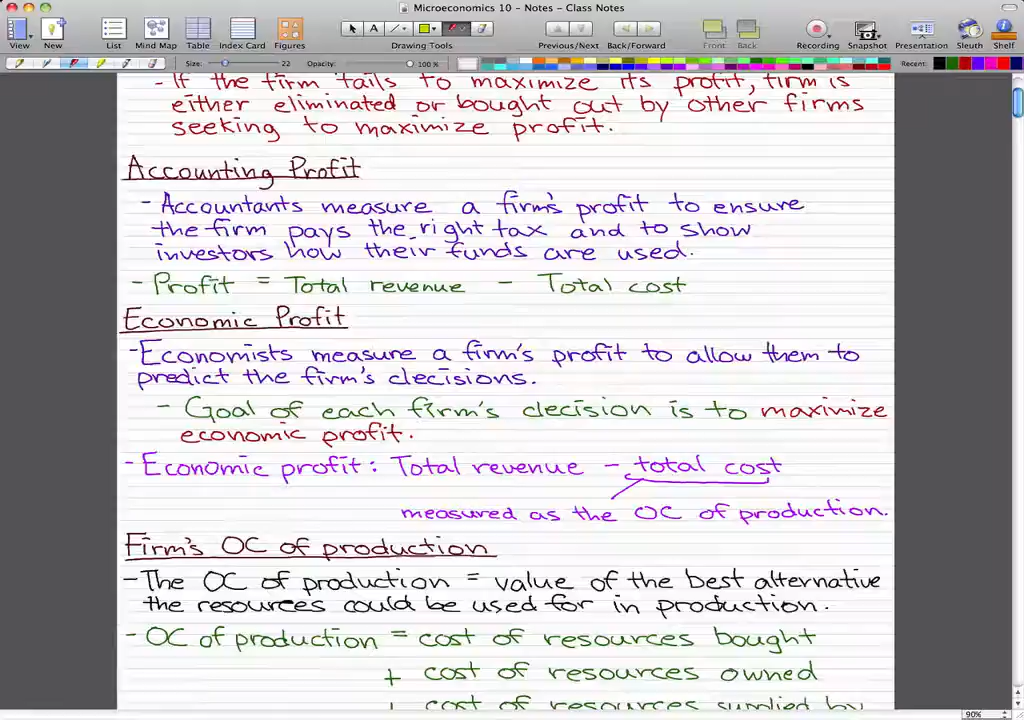 Microeconomics 10 - Notes - Class Notes
View New List Mind Map Table Index Card Figures Drawing Tools Previous/Next Back/Forward Front Back Recording Snapshot Presentation Sleuth Shelf
Size: 22 Opacity: 100 % Recent:
- If the firm fails to maximize its profit, firm is
either eliminated or bought out by other firms
seeking to maximize profit.
Accounting Profit
- Accountants measure a firm's profit to ensure
the firm pays the right tax and to show
investors how their funds are used.
- Profit = Total revenue - Total cost
Economic Profit
- Economists measure a firm's profit to allow them to
predict the firm's decisions.
- Goal of each firm's decision is to maximize
economic profit.
- Economic profit: Total revenue - total cost
measured as the OC of production.
Firm's OC of production
- The OC of production = value of the best alternative
the resources could be used for in production.
- OC of production = cost of resources bought
+ cost of resources owned
+ cost of resources supplied by
90%